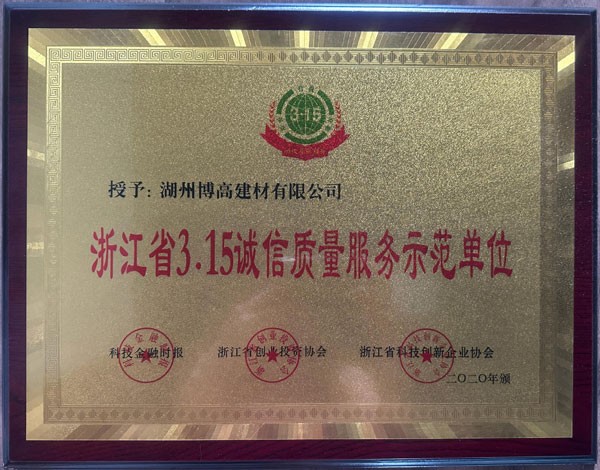 3·15
授予：湖州博高建材有限公司
浙江省3.15诚信质量服务示范单位
科技金融时报 浙江省创业投资协会 浙江省科技创新企业协会
二〇二〇年颁